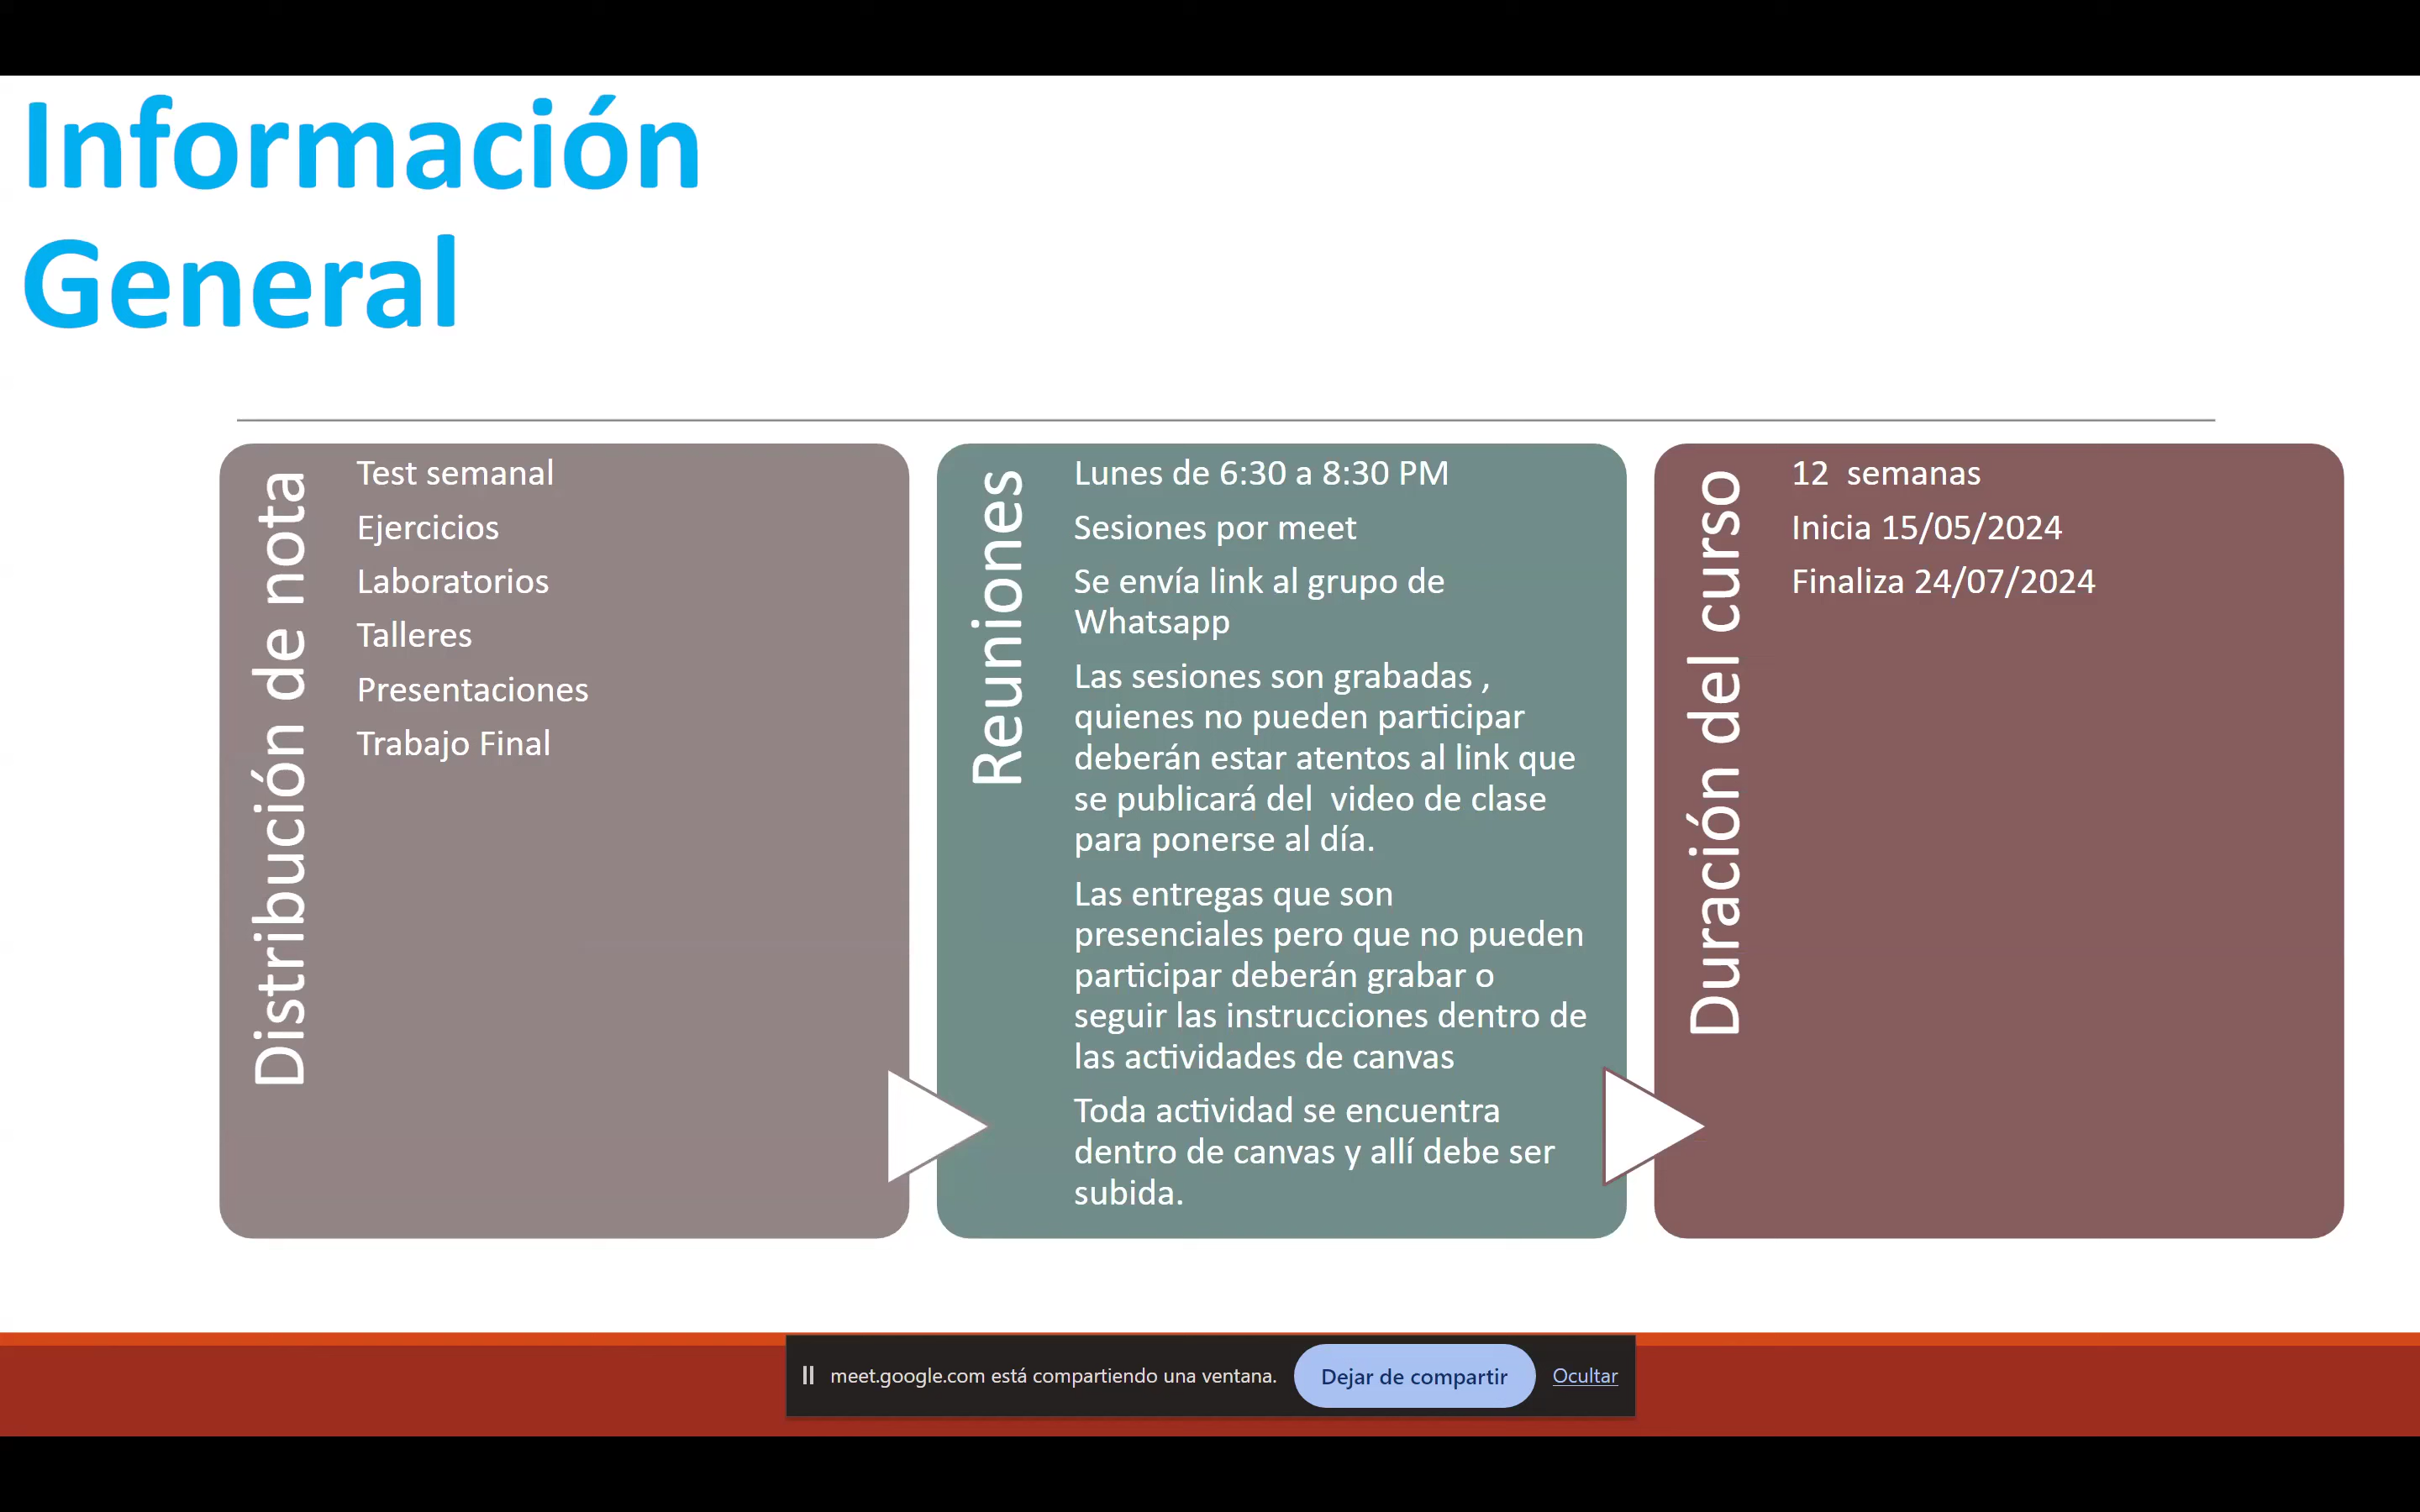 Información
General
Distribución de nota
Test semanal
Ejercicios
Laboratorios
Talleres
Presentaciones
Trabajo Final
Reuniones
Lunes de 6:30 a 8:30 PM
Sesiones por meet
Se envía link al grupo de
Whatsapp
Las sesiones son grabadas ,
quienes no pueden participar
deberán estar atentos al link que
se publicará del  video de clase
para ponerse al día.
Las entregas que son
presenciales pero que no pueden
participar deberán grabar o
seguir las instrucciones dentro de
las actividades de canvas
Toda actividad se encuentra
dentro de canvas y allí debe ser
subida.
Duración del curso
12  semanas
Inicia 15/05/2024
Finaliza 24/07/2024
meet.google.com está compartiendo una ventana. Dejar de compartir Ocultar